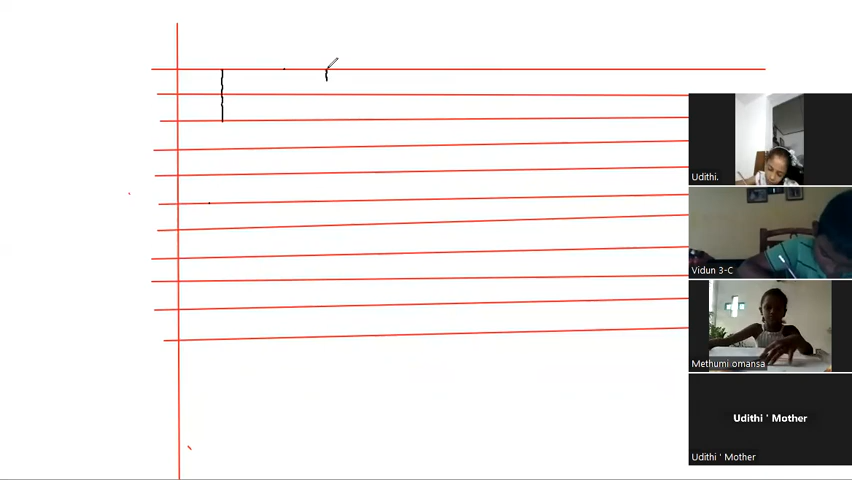 Udithi.
Vidun 3-C
Methumi omansa
Udithi ' Mother
Udithi ' Mother